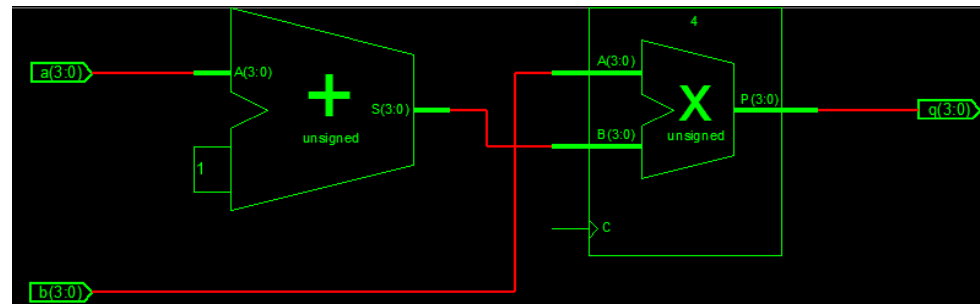 4
a(3:0)
A(3:0)
+
S(3:0)
unsigned
1
A(3:0)
B(3:0)
X
unsigned
P(3:0)
q(3:0)
C
b(3:0)